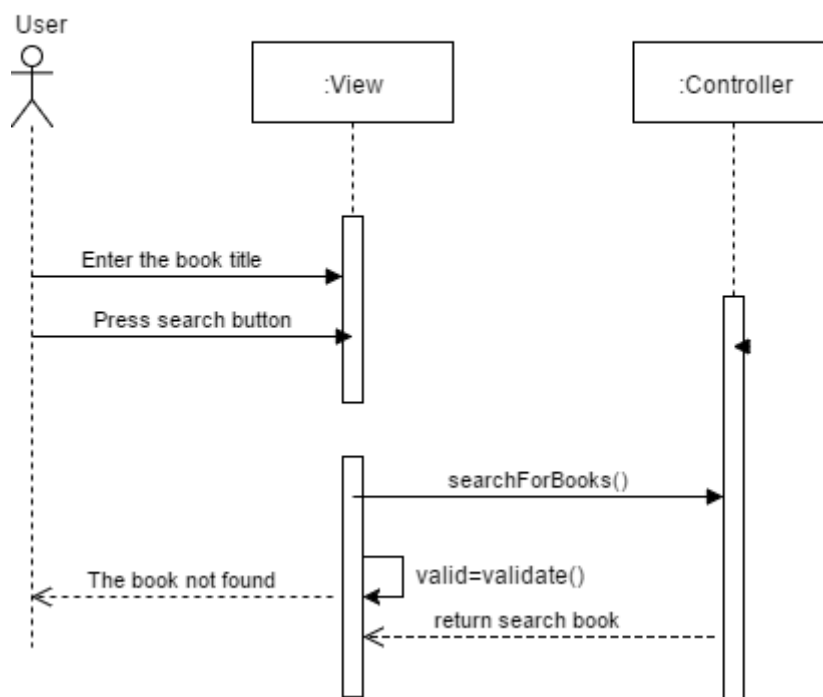 User
:View
:Controller
Enter the book title
Press search button
searchForBooks()
valid=validate()
The book not found
return search book